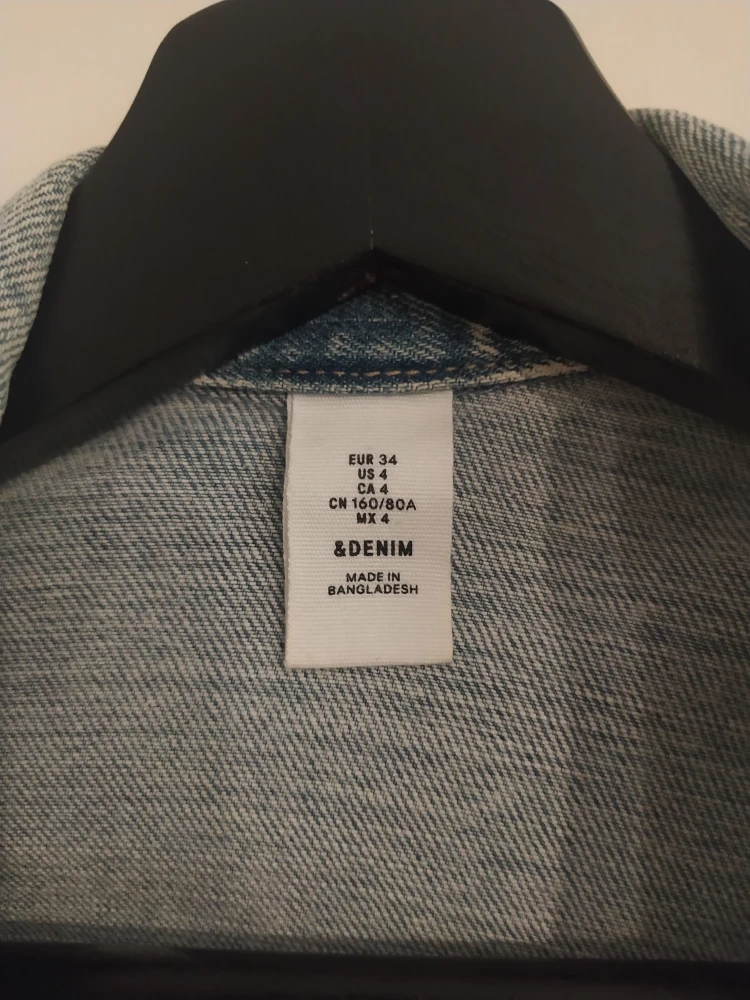 EUR 34
US 4
CA 4
CN 160/80A
MX 4
&DENIM
MADE IN
BANGLADESH